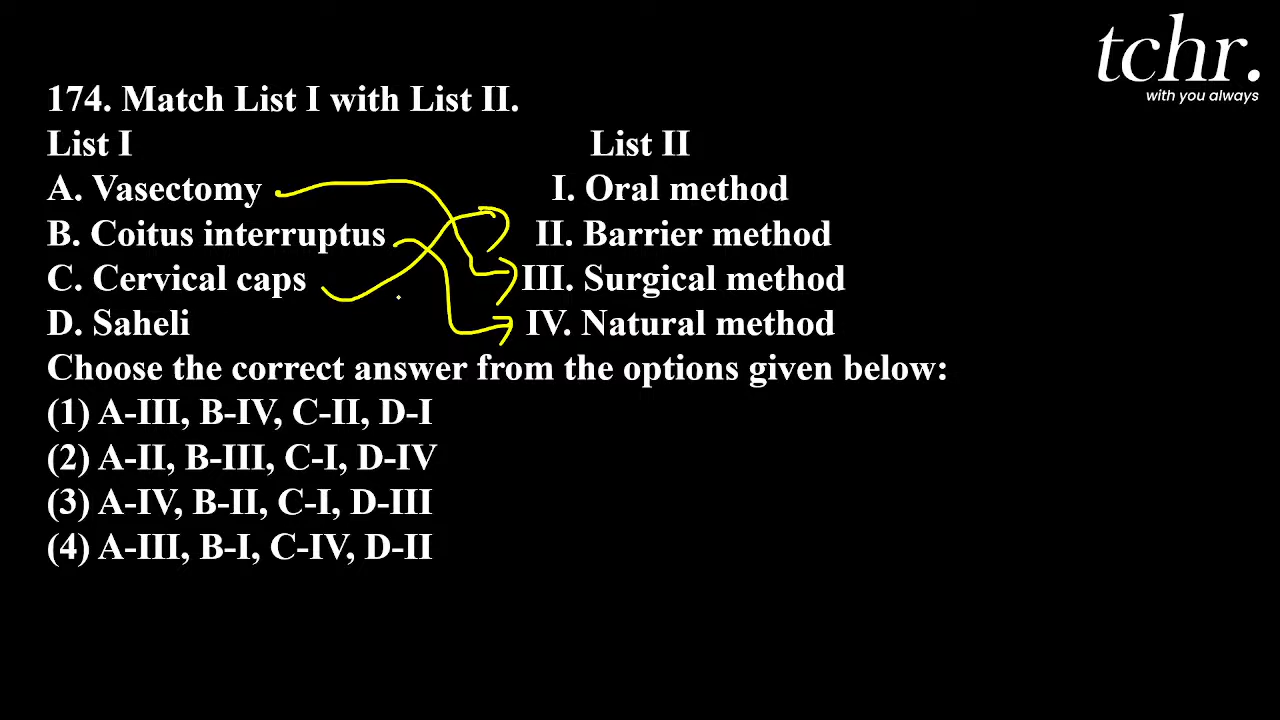 tchr.
with you always
174. Match List I with List II.
List I List II
A. Vasectomy I. Oral method
B. Coitus interruptus II. Barrier method
C. Cervical caps III. Surgical method
D. Saheli IV. Natural method
Choose the correct answer from the options given below:
(1) A-III, B-IV, C-II, D-I
(2) A-II, B-III, C-I, D-IV
(3) A-IV, B-II, C-I, D-III
(4) A-III, B-I, C-IV, D-II